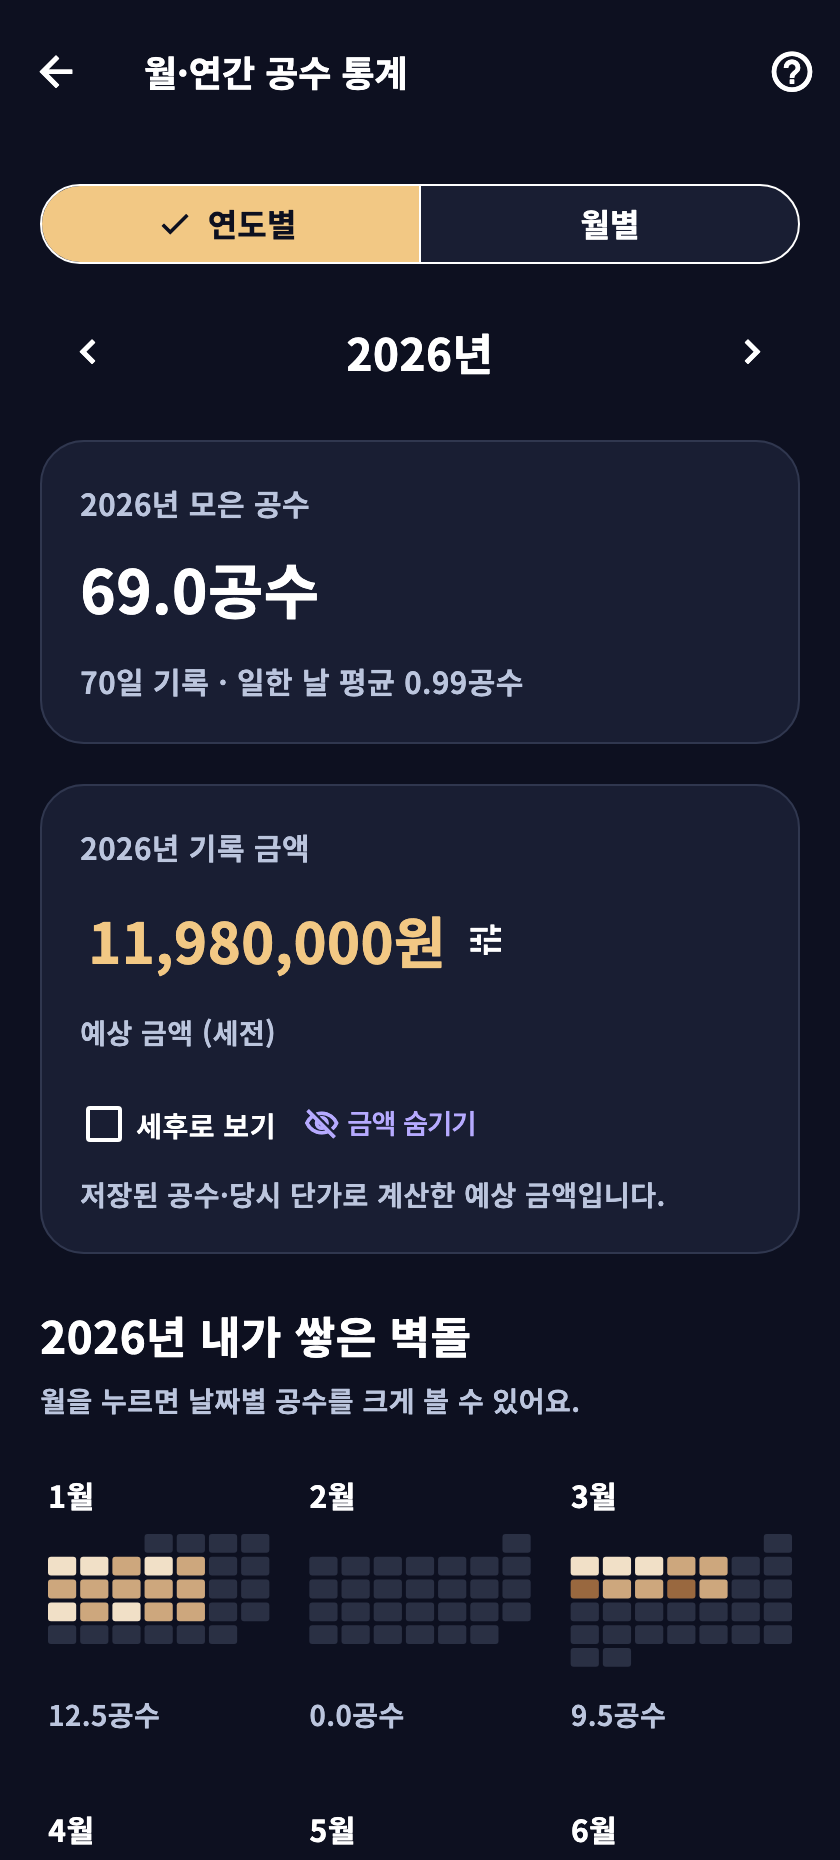 월·연간 공수 통계
연도별
월별
2026년
2026년 모은 공수
69.0공수
70일 기록 · 일한 날 평균 0.99공수
2026년 기록 금액
11,980,000원
예상 금액 (세전)
세후로 보기
금액 숨기기
저장된 공수·당시 단가로 계산한 예상 금액입니다.
2026년 내가 쌓은 벽돌
월을 누르면 날짜별 공수를 크게 볼 수 있어요.
1월
2월
3월
12.5공수
0.0공수
9.5공수
4월
5월
6월